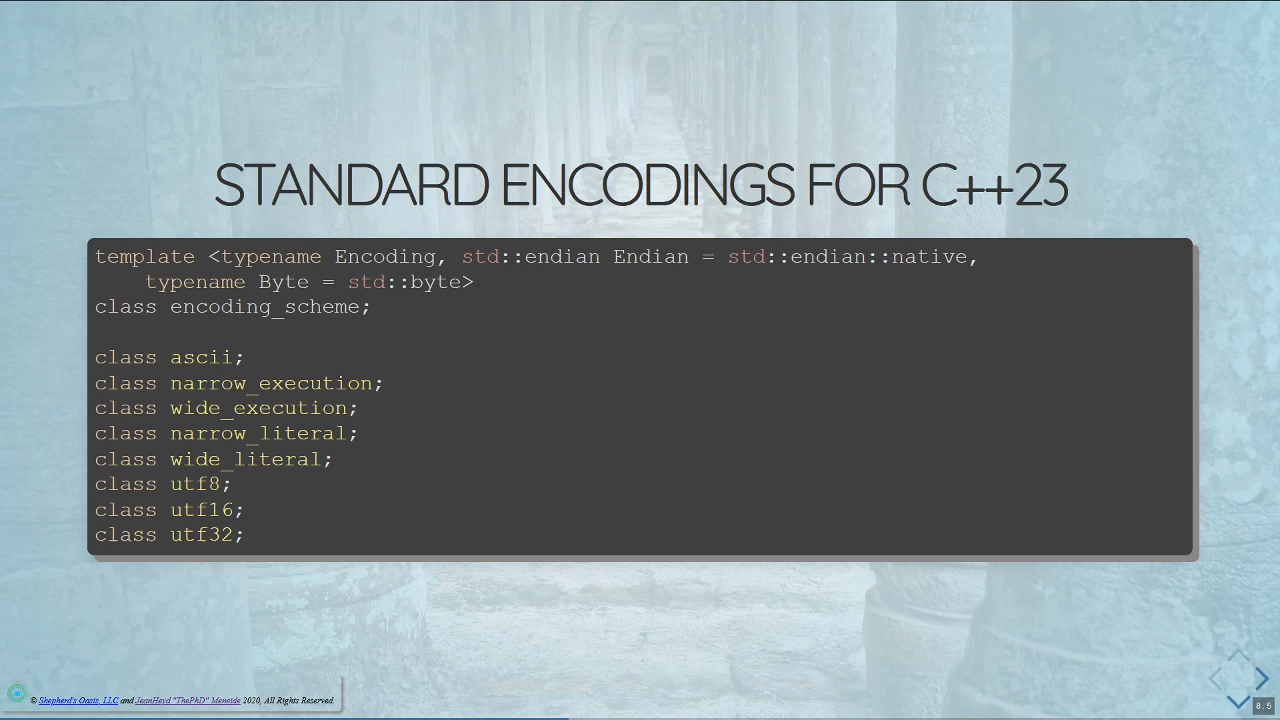 STANDARD ENCODINGS FOR C++23
template <typename Encoding, std::endian Endian = std::endian::native,
    typename Byte = std::byte>
class encoding_scheme;

class ascii;
class narrow_execution;
class wide_execution;
class narrow_literal;
class wide_literal;
class utf8;
class utf16;
class utf32;
© Shepherd's Oasis, LLC and JeanHeyd "ThePhD" Meneide 2020, All Rights Reserved.
8.5